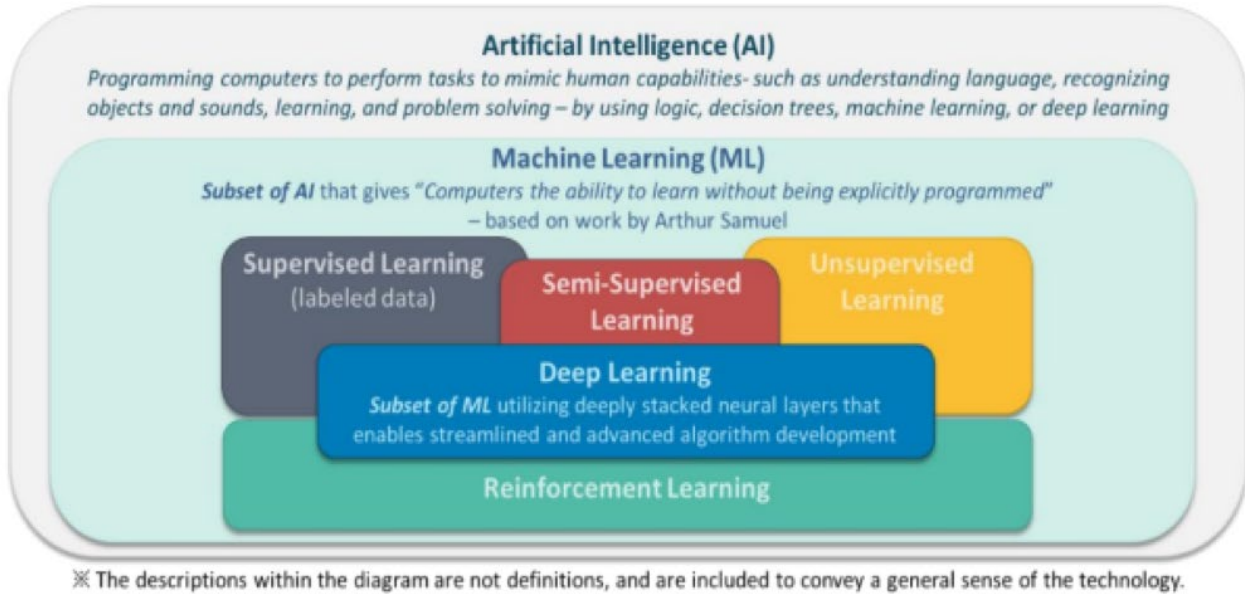 Artificial Intelligence (AI)
Programming computers to perform tasks to mimic human capabilities- such as understanding language, recognizing
objects and sounds, learning, and problem solving – by using logic, decision trees, machine learning, or deep learning
Machine Learning (ML)
Subset of AI that gives “Computers the ability to learn without being explicitly programmed”
– based on work by Arthur Samuel
Supervised Learning
(labeled data)
Semi-Supervised
Learning
Unsupervised
Learning
Deep Learning
Subset of ML utilizing deeply stacked neural layers that
enables streamlined and advanced algorithm development
Reinforcement Learning
※ The descriptions within the diagram are not definitions, and are included to convey a general sense of the technology.